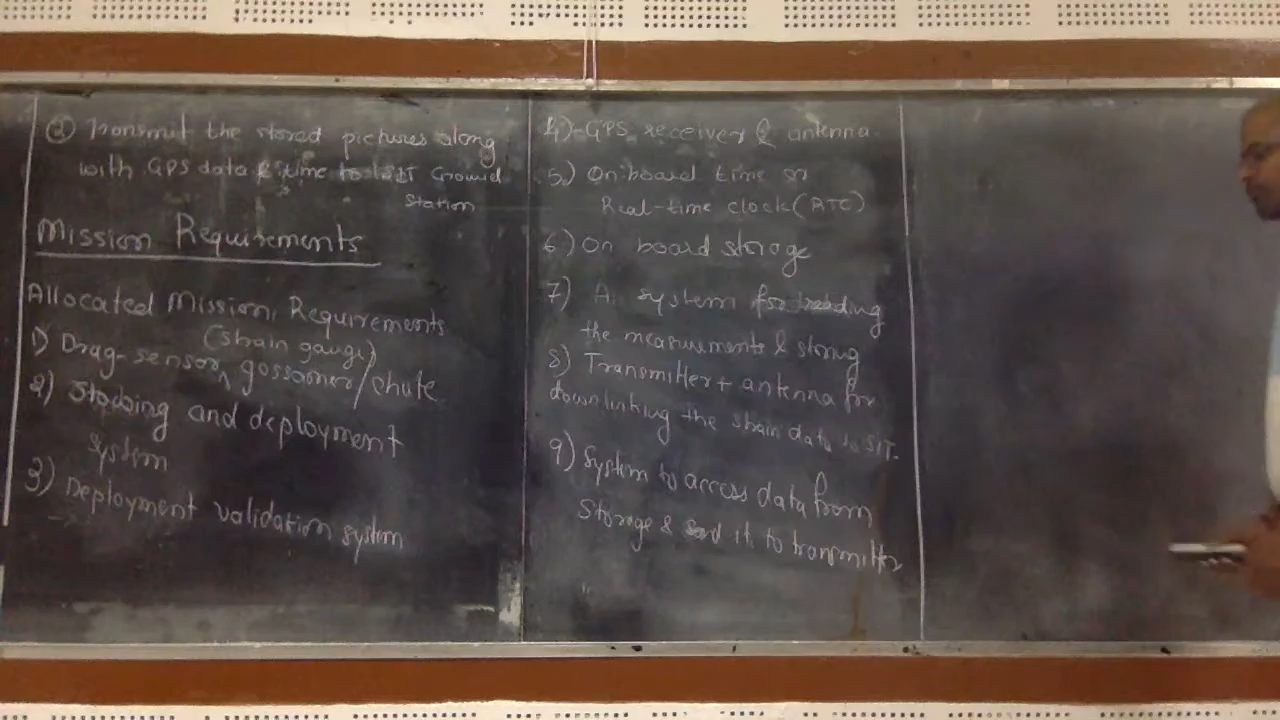 ② Transmit the stored pictures along
with GPS data & time to Ground
Station
Mission Requirements
Allocated Mission Requirements
(strain gauge)
1) Drag-sensor, gossamer/chute
2) Stowing and deployment
system
3) Deployment validation system
4) GPS receiver & antenna
5) Onboard time or
Real-time clock (RTC)
6) On board storage
7) A system for reading
the measurements & storing
8) Transmitter + antenna for
downlinking the strain data to SIT.
9) System to access data from
Storage & send it to transmitter